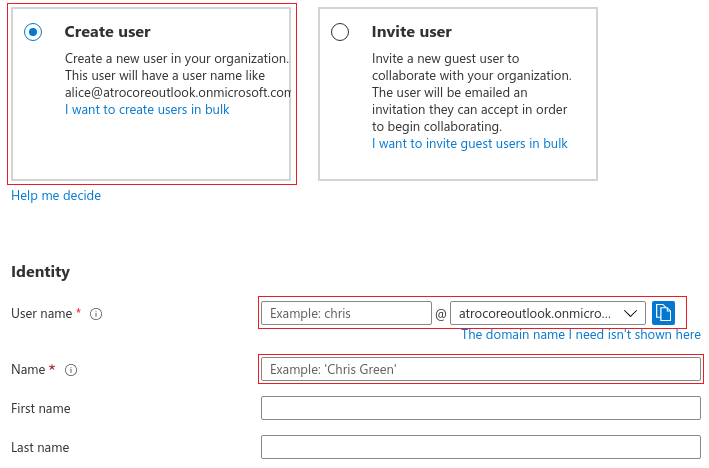 Create user
Create a new user in your organization.
This user will have a user name like
alice@atrocoreoutlook.onmicrosoft.com
I want to create users in bulk
Invite user
Invite a new guest user to
collaborate with your organization.
The user will be emailed an
invitation they can accept in order
to begin collaborating.
I want to invite guest users in bulk
Help me decide
Identity
User name * Example: chris @ atrocoreoutlook.onmicro...
The domain name I need isn't shown here
Name * Example: 'Chris Green'
First name
Last name